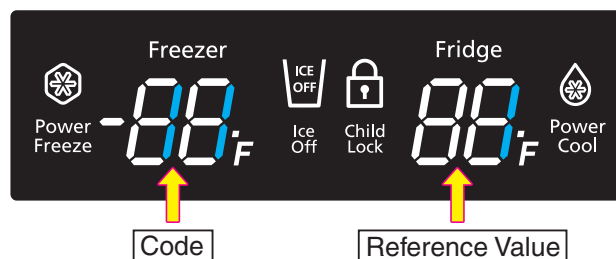 Freezer
Fridge
ICE
OFF
Power
Freeze
-88°F
Ice
Off
Child
Lock
88°F
Power
Cool
Code
Reference Value